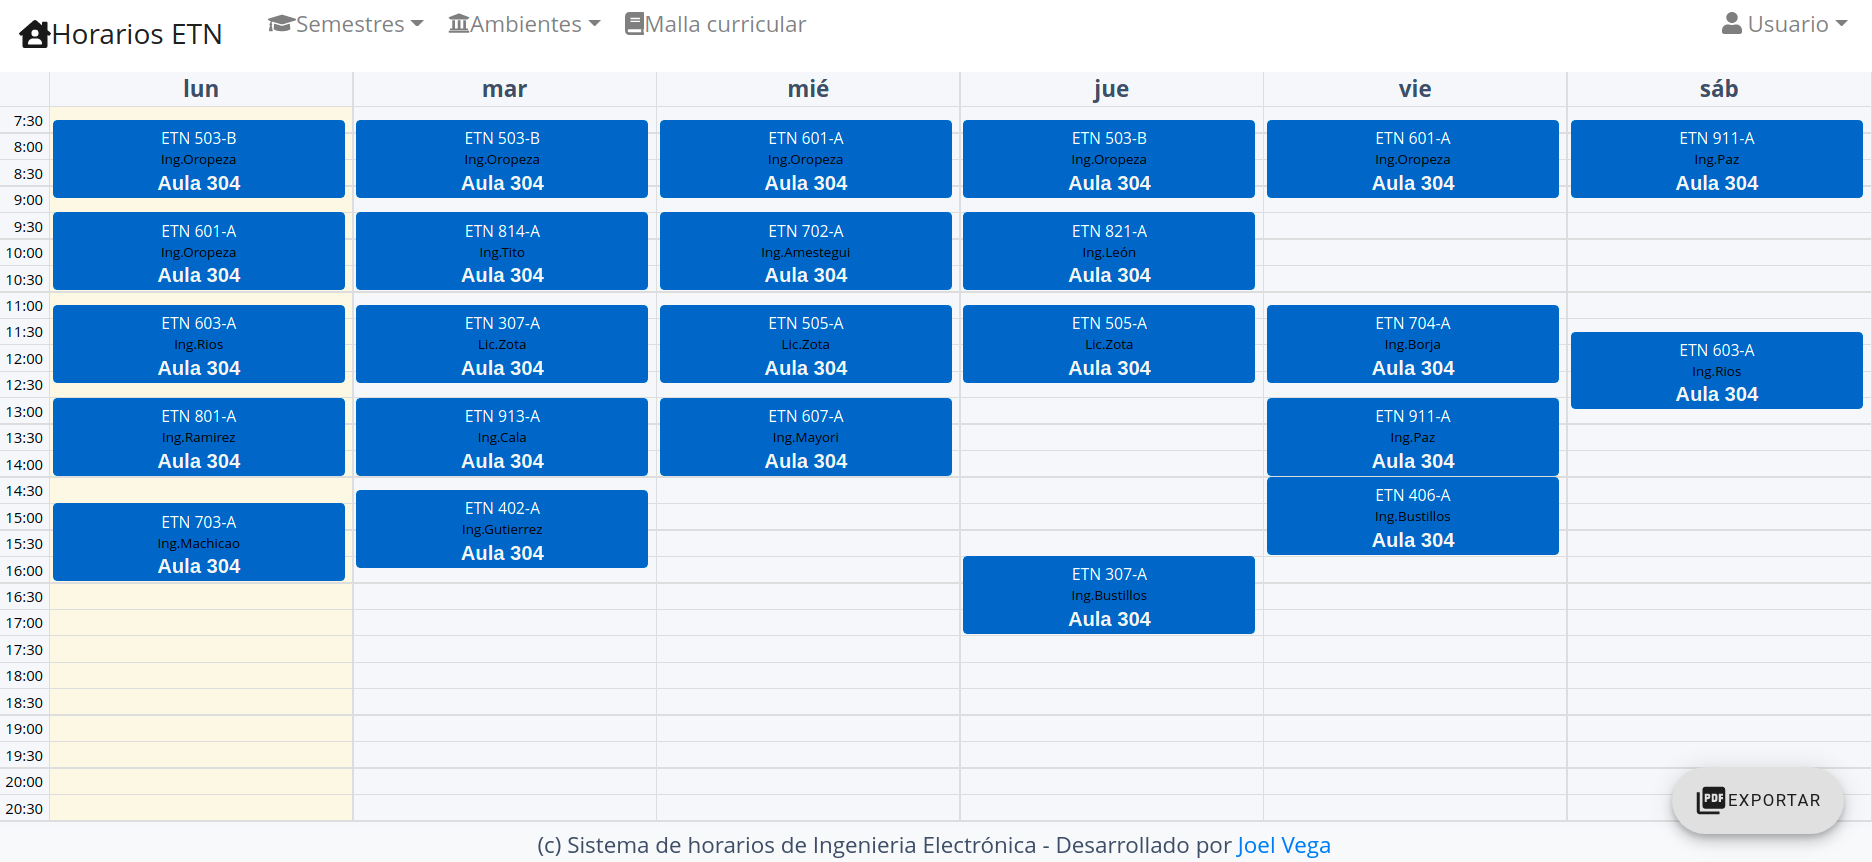 Horarios ETN
Semestres
Ambientes
Malla curricular
Usuario
lun mar mié jue vie sáb
7:30
8:00
8:30
9:00
9:30
10:00
10:30
11:00
11:30
12:00
12:30
13:00
13:30
14:00
14:30
15:00
15:30
16:00
16:30
17:00
17:30
18:00
18:30
19:00
19:30
20:00
20:30
ETN 503-B
Ing.Oropeza
Aula 304
ETN 601-A
Ing.Oropeza
Aula 304
ETN 603-A
Ing.Rios
Aula 304
ETN 801-A
Ing.Ramirez
Aula 304
ETN 703-A
Ing.Machicao
Aula 304
ETN 503-B
Ing.Oropeza
Aula 304
ETN 814-A
Ing.Tito
Aula 304
ETN 307-A
Lic.Zota
Aula 304
ETN 913-A
Ing.Cala
Aula 304
ETN 402-A
Ing.Gutierrez
Aula 304
ETN 601-A
Ing.Oropeza
Aula 304
ETN 702-A
Ing.Amestegui
Aula 304
ETN 505-A
Lic.Zota
Aula 304
ETN 607-A
Ing.Mayori
Aula 304
ETN 503-B
Ing.Oropeza
Aula 304
ETN 821-A
Ing.León
Aula 304
ETN 505-A
Lic.Zota
Aula 304
ETN 307-A
Ing.Bustillos
Aula 304
ETN 601-A
Ing.Oropeza
Aula 304
ETN 704-A
Ing.Borja
Aula 304
ETN 911-A
Ing.Paz
Aula 304
ETN 406-A
Ing.Bustillos
Aula 304
ETN 911-A
Ing.Paz
Aula 304
ETN 603-A
Ing.Rios
Aula 304
PDF EXPORTAR
(c) Sistema de horarios de Ingenieria Electrónica - Desarrollado por Joel Vega